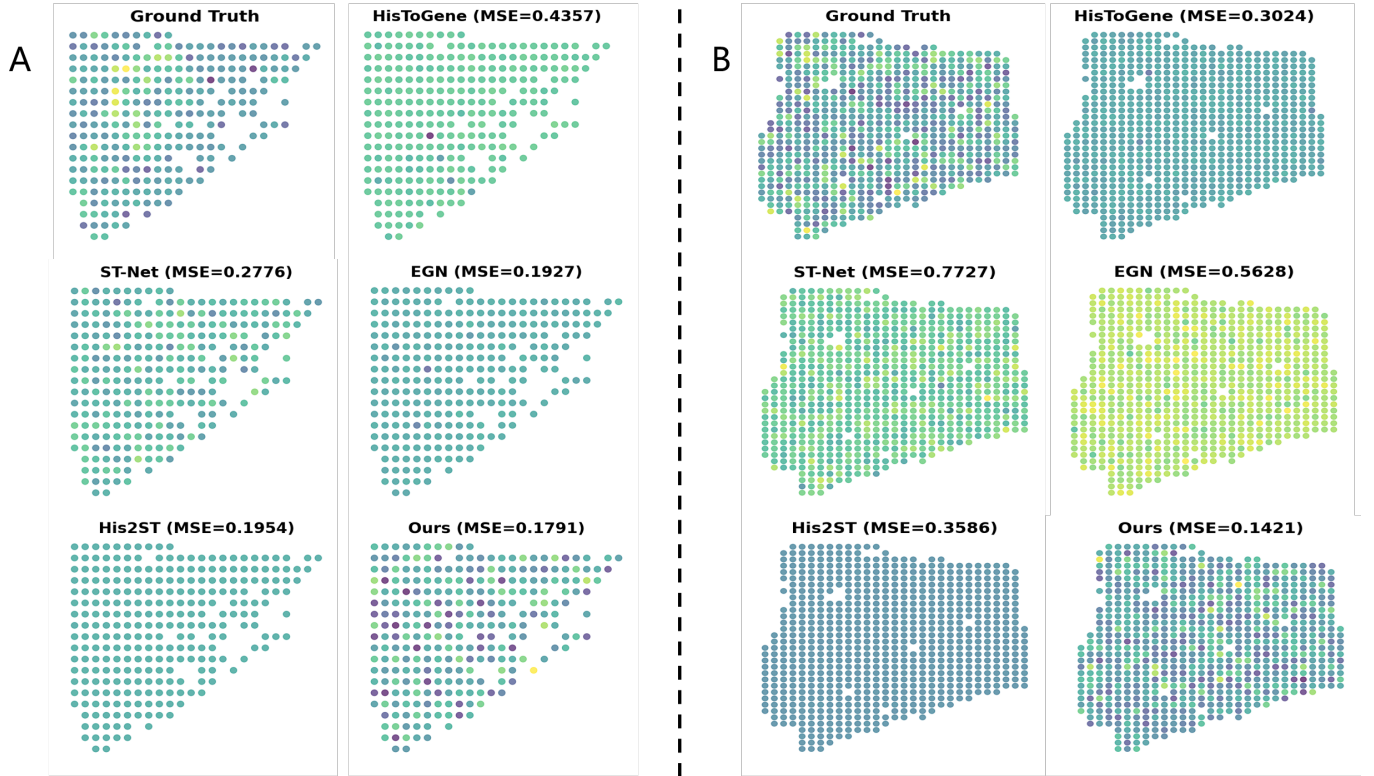 A
Ground Truth
HisToGene (MSE=0.4357)
ST-Net (MSE=0.2776)
EGN (MSE=0.1927)
His2ST (MSE=0.1954)
Ours (MSE=0.1791)
B
Ground Truth
HisToGene (MSE=0.3024)
ST-Net (MSE=0.7727)
EGN (MSE=0.5628)
His2ST (MSE=0.3586)
Ours (MSE=0.1421)